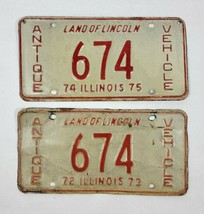 LAND OF LINCOLN
ANTIQUE
674
VEHICLE
74 ILLINOIS 75
LAND OF LINCOLN
ANTIQUE
674
VEHICLE
72 ILLINOIS 73